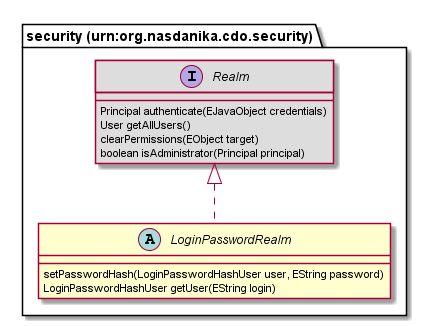 security (urn:org.nasdanika.cdo.security)
I Realm
Principal authenticate(EJavaObject credentials)
User getAllUsers()
clearPermissions(EObject target)
boolean isAdministrator(Principal principal)
A LoginPasswordRealm
setPasswordHash(LoginPasswordHashUser user, EString password)
LoginPasswordHashUser getUser(EString login)